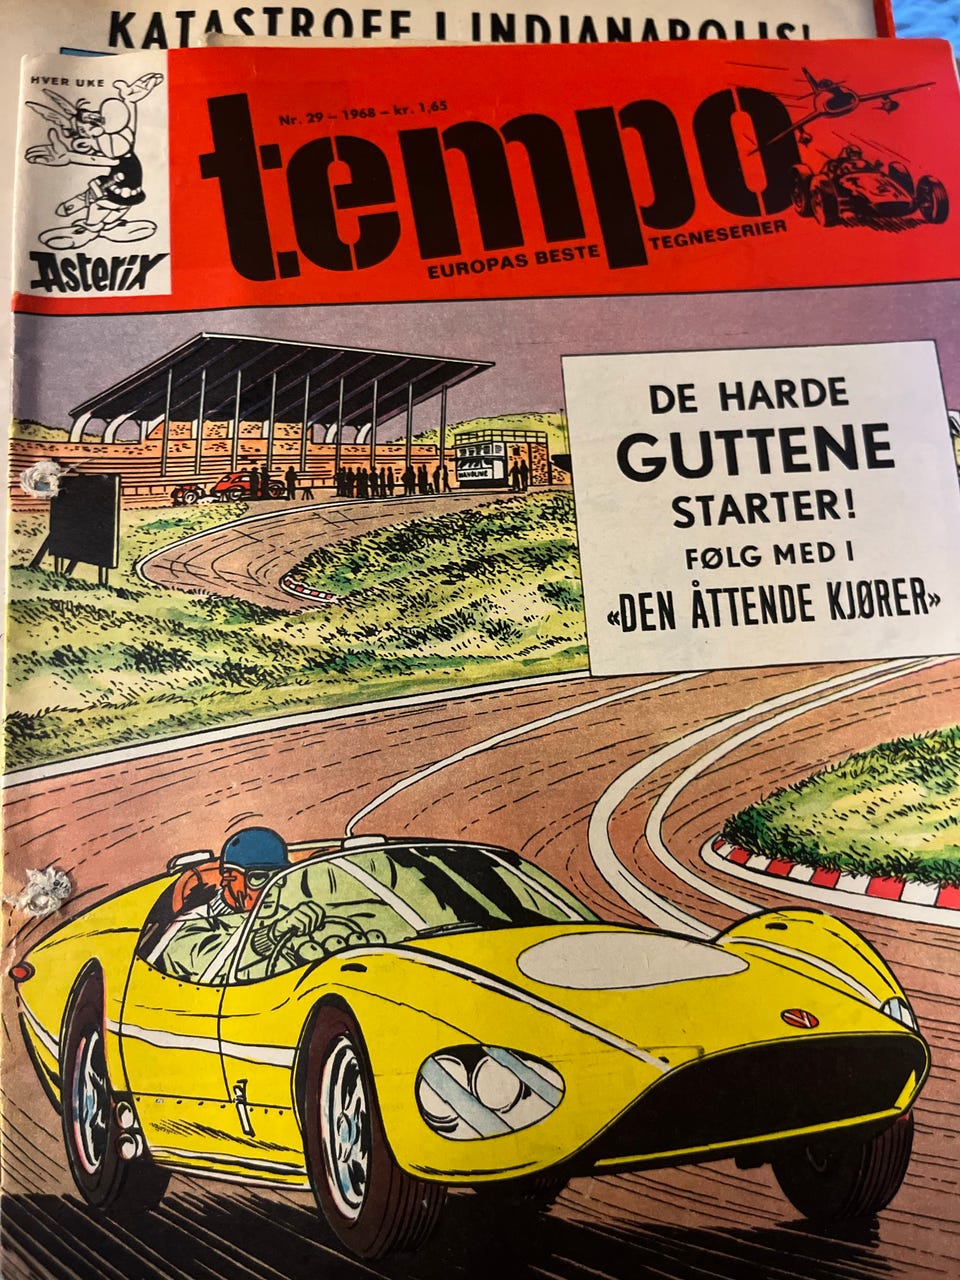 KATASTROFE I INDIANAPOLIS!
HVER UKE
Asterix
Nr. 29 – 1968 – kr. 1,65
tempo
EUROPAS BESTE TEGNESERIER
DE HARDE
GUTTENE
STARTER!
FØLG MED I
«DEN ÅTTENDE KJØRER»